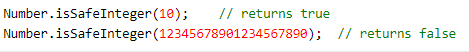 Number.isSafeInteger(10);    // returns true
Number.isSafeInteger(12345678901234567890);  // returns false